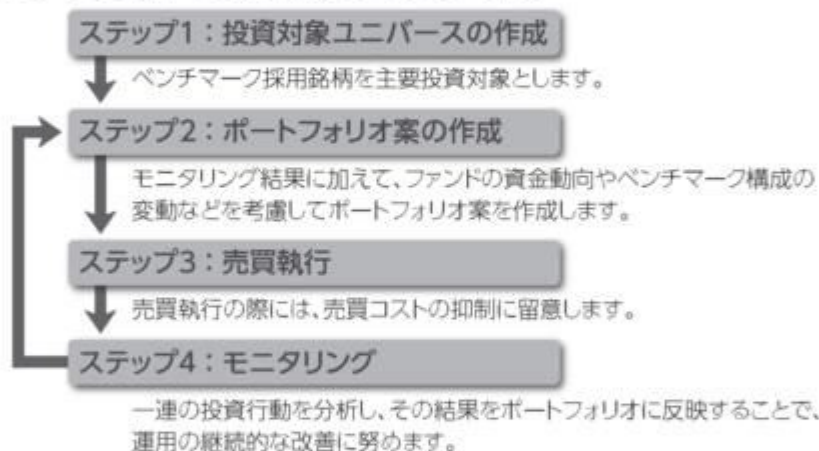 ステップ1：投資対象ユニバースの作成
ベンチマーク採用銘柄を主要投資対象とします。
ステップ2：ポートフォリオ案の作成
モニタリング結果に加えて、ファンドの資金動向やベンチマーク構成の
変動などを考慮してポートフォリオ案を作成します。
ステップ3：売買執行
売買執行の際には、売買コストの抑制に留意します。
ステップ4：モニタリング
一連の投資行動を分析し、その結果をポートフォリオに反映することで、
運用の継続的な改善に努めます。